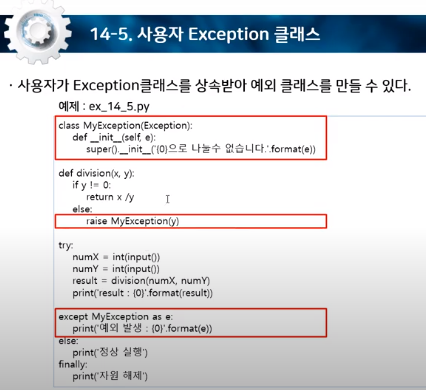 14-5. 사용자 Exception 클래스
· 사용자가 Exception클래스를 상속받아 예외 클래스를 만들 수 있다.
예제 : ex_14_5.py
class MyException(Exception):
    def __init__(self, e):
        super().__init__('{0}으로 나눌수 없습니다.'.format(e))
def division(x, y):
    if y != 0:
        return x /y
    else:
        raise MyException(y)
try:
    numX = int(input())
    numY = int(input())
    result = division(numX, numY)
    print('result : {0}'.format(result))
except MyException as e:
    print('예외 발생 : {0}'.format(e))
else:
    print('정상 실행')
finally:
    print('자원 해제')